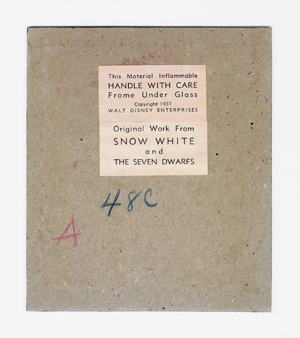 This Material Inflammable
HANDLE WITH CARE
Frame Under Glass
Copyright 1937
WALT DISNEY ENTERPRISES
Original Work From
SNOW WHITE
and
THE SEVEN DWARFS
48C
A